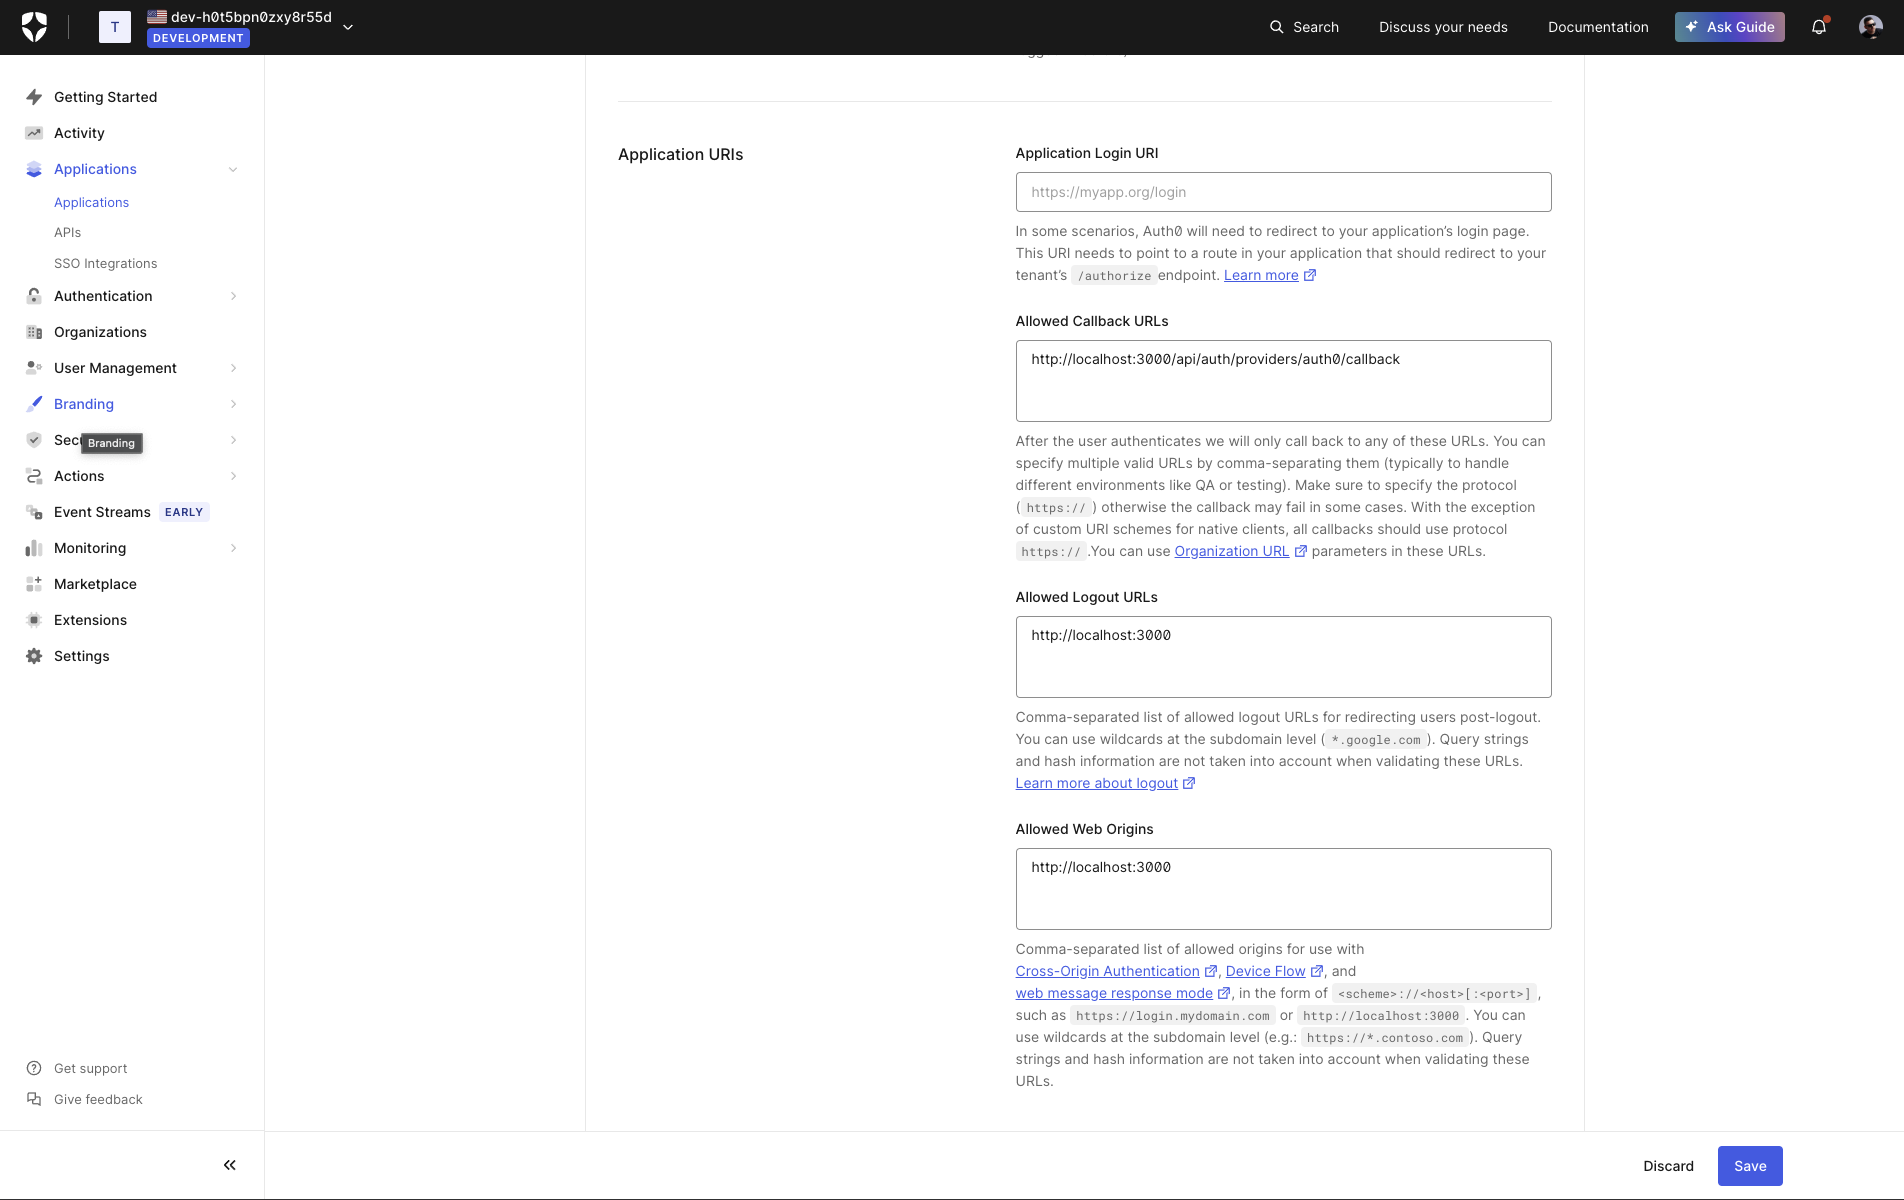 T
dev-h0t5bpn0zxy8r55d
DEVELOPMENT
Search
Discuss your needs
Documentation
Ask Guide
Getting Started
Activity
Applications
Applications
APIs
SSO Integrations
Authentication
Organizations
User Management
Branding
Branding
Actions
Event Streams EARLY
Monitoring
Marketplace
Extensions
Settings
Get support
Give feedback
Application URIs
Application Login URI
https://myapp.org/login
In some scenarios, Auth0 will need to redirect to your application’s login page.
This URI needs to point to a route in your application that should redirect to your
tenant’s /authorize endpoint. Learn more
Allowed Callback URLs
http://localhost:3000/api/auth/providers/auth0/callback
After the user authenticates we will only call back to any of these URLs. You can
specify multiple valid URLs by comma-separating them (typically to handle
different environments like QA or testing). Make sure to specify the protocol
( https:// ) otherwise the callback may fail in some cases. With the exception
of custom URI schemes for native clients, all callbacks should use protocol
https:// .You can use Organization URL parameters in these URLs.
Allowed Logout URLs
http://localhost:3000
Comma-separated list of allowed logout URLs for redirecting users post-logout.
You can use wildcards at the subdomain level ( *.google.com ). Query strings
and hash information are not taken into account when validating these URLs.
Learn more about logout
Allowed Web Origins
http://localhost:3000
Comma-separated list of allowed origins for use with
Cross-Origin Authentication , Device Flow , and
web message response mode , in the form of <scheme>://<host>[:<port>] ,
such as https://login.mydomain.com or http://localhost:3000 . You can
use wildcards at the subdomain level (e.g.: https://*.contoso.com ). Query
strings and hash information are not taken into account when validating these
URLs.
Discard
Save